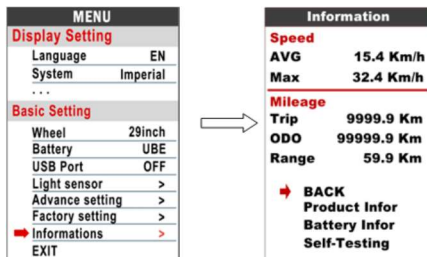 MENU
Display Setting
Language EN
System Imperial
...
Basic Setting
Wheel 29inch
Battery UBE
USB Port OFF
Light sensor >
Advance setting >
Factory setting >
Informations >
EXIT
Information
Speed
AVG 15.4 Km/h
Max 32.4 Km/h
Mileage
Trip 9999.9 Km
ODO 99999.9 Km
Range 59.9 Km
BACK
Product Infor
Battery Infor
Self-Testing